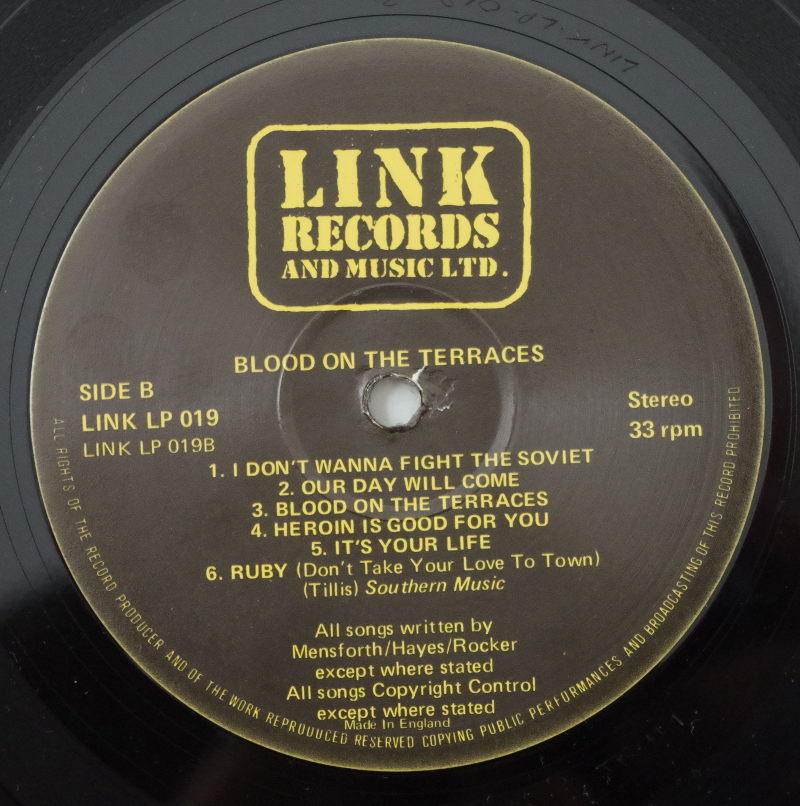 LINK LP-019
LINK
RECORDS
AND MUSIC LTD.
BLOOD ON THE TERRACES
SIDE B
LINK LP 019
LINK LP 019B
Stereo
33 rpm
1. I DON'T WANNA FIGHT THE SOVIET
2. OUR DAY WILL COME
3. BLOOD ON THE TERRACES
4. HEROIN IS GOOD FOR YOU
5. IT'S YOUR LIFE
6. RUBY (Don't Take Your Love To Town)
(Tillis) Southern Music
All songs written by
Mensforth/Hayes/Rocker
except where stated
All songs Copyright Control
except where stated
Made In England
ALL RIGHTS OF THE RECORD PRODUCER AND OF THE WORK REPRODUUCED RESERVED COPYING PUBLIC PERFORMANCES AND BROADCASTING OF THIS RECORD PROHIBITED